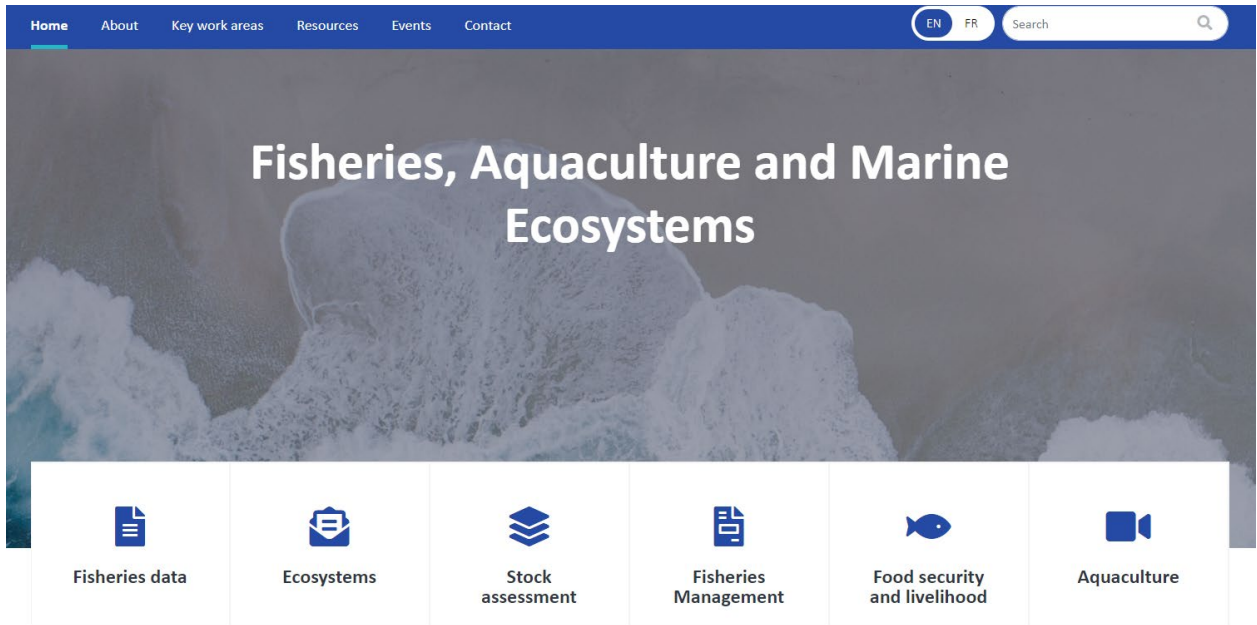 Home About Key work areas Resources Events Contact EN FR Search
Fisheries, Aquaculture and Marine
Ecosystems
Fisheries data
Ecosystems
Stock
assessment
Fisheries
Management
Food security
and livelihood
Aquaculture